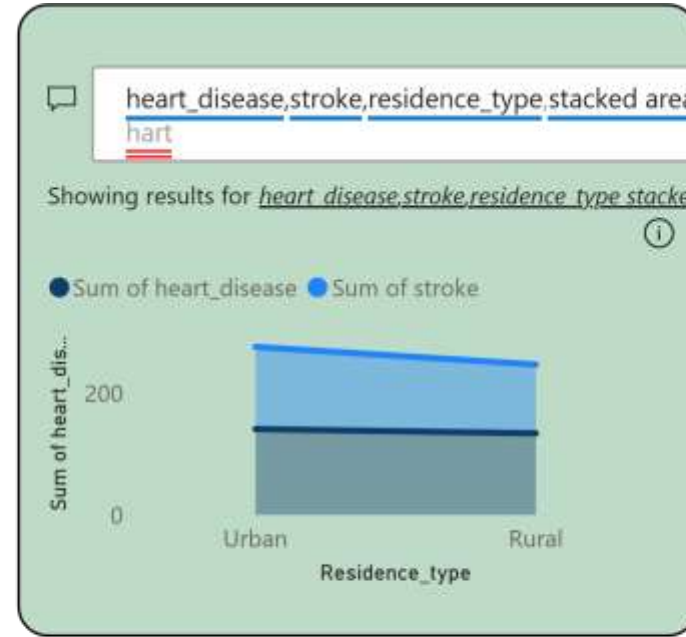 heart_disease,stroke,residence_type,stacked area
hart
Showing results for heart_disease,stroke,residence_type stacke
Sum of heart_disease Sum of stroke
Sum of heart_dis...
200
0
Urban Rural
Residence_type